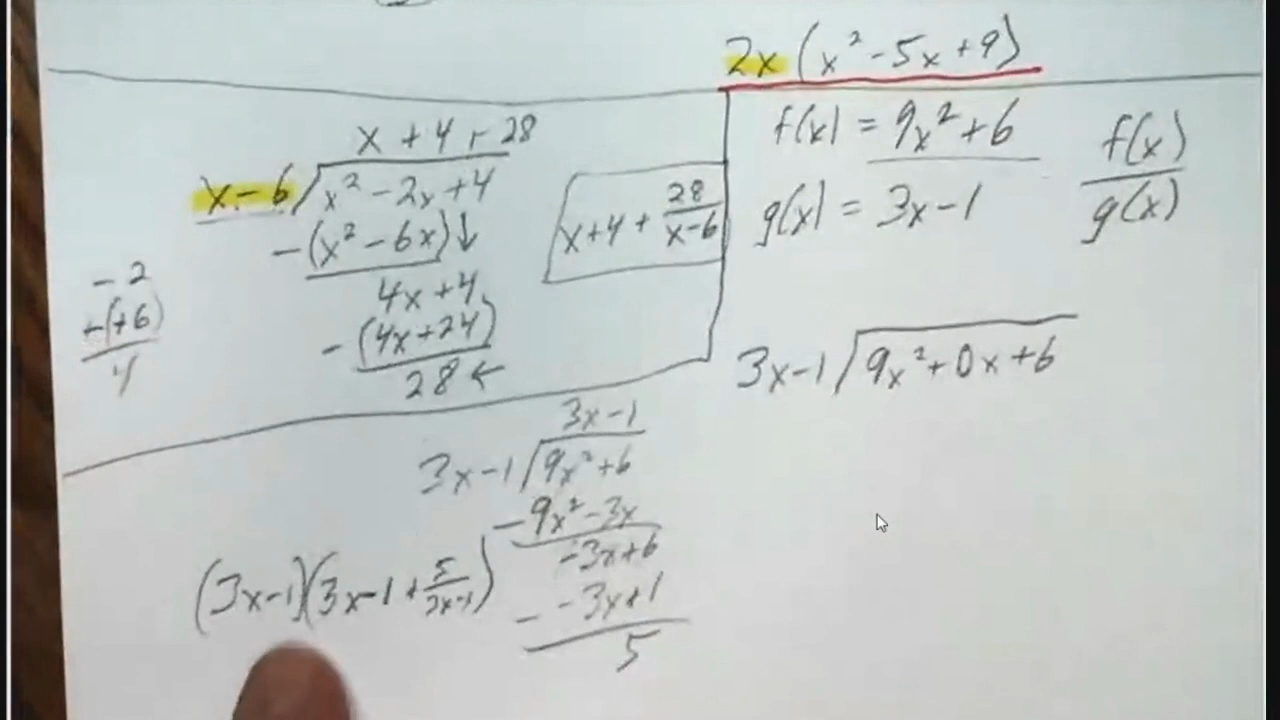 2x (x² - 5x + 9)
x + 4 r 28
x - 6 √ x² - 2x + 4
- (x² - 6x) ↓
4x + 4
- (4x + 24)
28 ←
- 2
+ (+6)
4
x + 4 + 28/(x - 6)
f(x) = 9x² + 6
g(x) = 3x - 1
f(x)/g(x)
3x - 1 √ 9x² + 0x + 6
3x - 1
3x - 1 √ 9x² + 6
- 9x² - 3x
-3x + 6
- -3x + 1
5
(3x - 1)(3x - 1 + 5/(3x - 1))